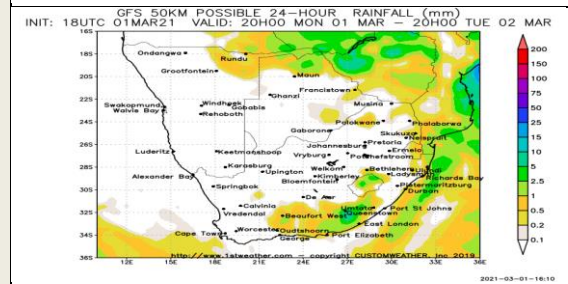 GFS 50KM POSSIBLE 24-HOUR RAINFALL (mm)
INIT: 18UTC 01MAR21 VALID: 20H00 MON 01 MAR - 20H00 TUE 02 MAR
16S
18S
20S
22S
24S
26S
28S
30S
32S
34S
36S
Ondangwa
Rundu
Grootfontein
Maun
Francistown
Ghanzi
Windhoek
Gobabis
Swakopmund
Walvis Bay
Rehoboth
Musina
Polokwane
Phalaborwa
Gaborone
Skukuza
Nelspruit
Pretoria
Johannesburg
Ermelo
Luderitz
Keetmanshoop
Vryburg
Potchefstroom
Karasburg
Upington
Welkom
Bethlehem
Ulundi
Ladysmith
Alexander Bay
Kimberley
Bloemfontein
Richards Bay
Springbok
Pietermaritzburg
Durban
De Aar
Calvinia
Vredendal
Umtata
Port St Johns
Beaufort West
Queenstown
East London
Cape Town
Worcester
Oudtshoorn
George
Port Elizabeth
http://www.1stweather.com - copyright CUSTOMWEATHER, Inc 2019
12E 15E 18E 21E 24E 27E 30E 33E 36E
200
150
100
75
50
25
15
10
5
2.5
1
0.5
0.2
0.1
2021-03-01-16:10